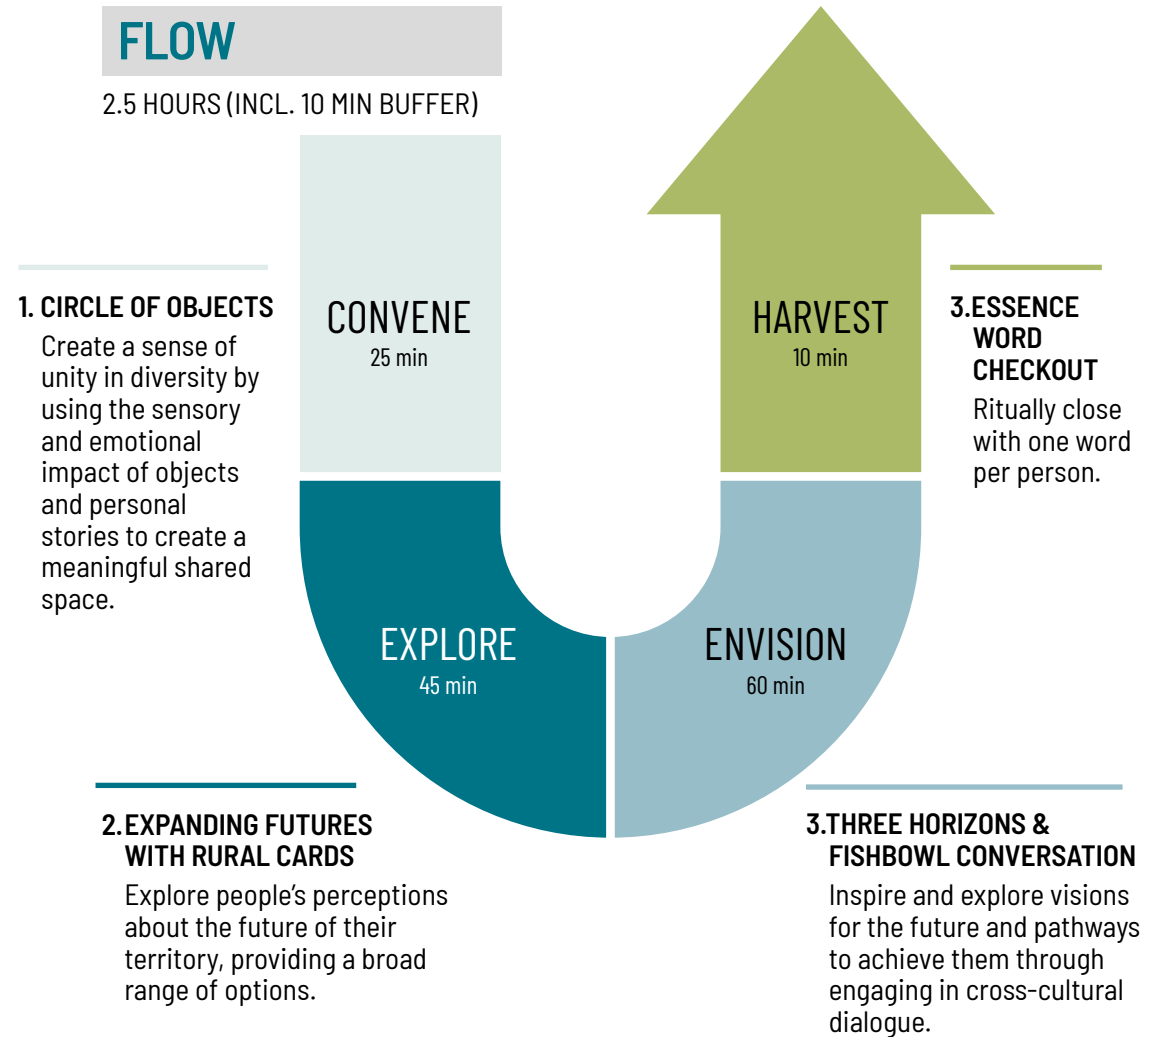 FLOW
2.5 HOURS (INCL. 10 MIN BUFFER)
CONVENE
25 min
1. CIRCLE OF OBJECTS
Create a sense of
unity in diversity by
using the sensory
and emotional
impact of objects
and personal
stories to create a
meaningful shared
space.
EXPLORE
45 min
2.EXPANDING FUTURES
WITH RURAL CARDS
Explore people's perceptions
about the future of their
territory, providing a broad
range of options.
ENVISION
60 min
3.THREE HORIZONS &
FISHBOWL CONVERSATION
Inspire and explore visions
for the future and pathways
to achieve them through
engaging in cross-cultural
dialogue.
HARVEST
10 min
3.ESSENCE
WORD
CHECKOUT
Ritually close
with one word
per person.